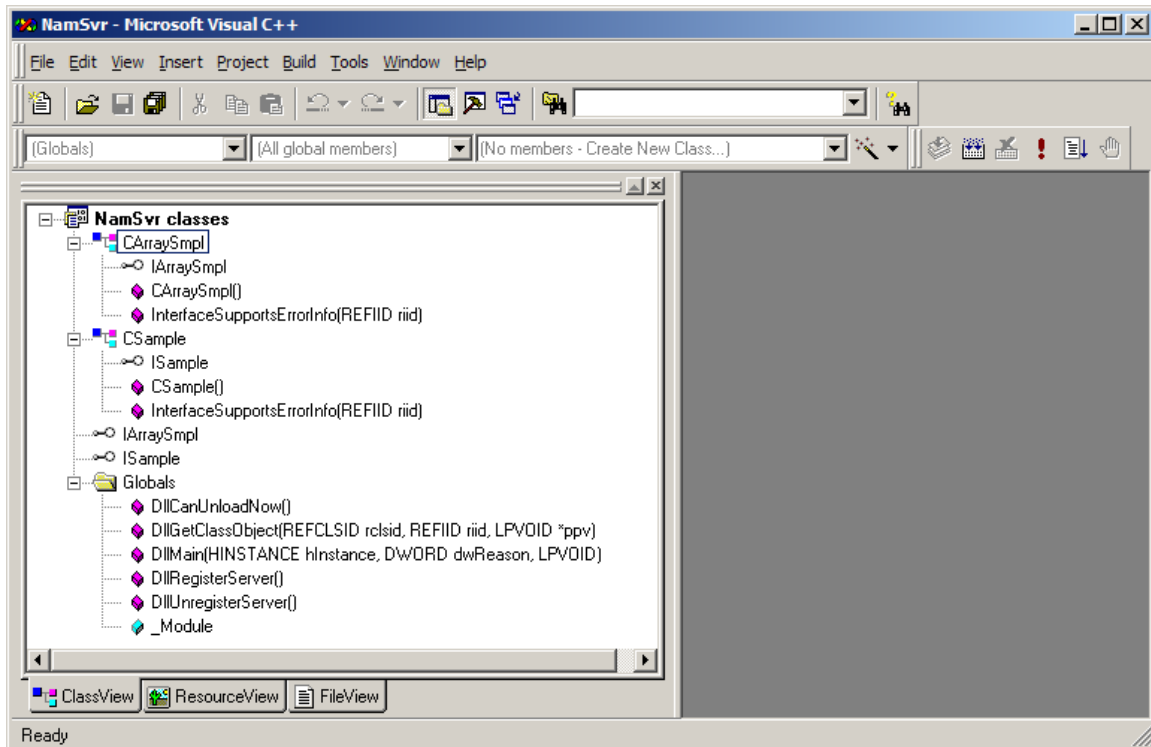 NamSvr - Microsoft Visual C++
File Edit View Insert Project Build Tools Window Help
(Globals) (All global members) (No members - Create New Class...)
NamSvr classes
CArraySmpl
IArraySmpl
CArraySmpl()
InterfaceSupportsErrorInfo(REFIID riid)
CSample
ISample
CSample()
InterfaceSupportsErrorInfo(REFIID riid)
IArraySmpl
ISample
Globals
DllCanUnloadNow()
DllGetClassObject(REFCLSID rclsid, REFIID riid, LPVOID *ppv)
DllMain(HINSTANCE hInstance, DWORD dwReason, LPVOID)
DllRegisterServer()
DllUnregisterServer()
_Module
ClassView ResourceView FileView
Ready